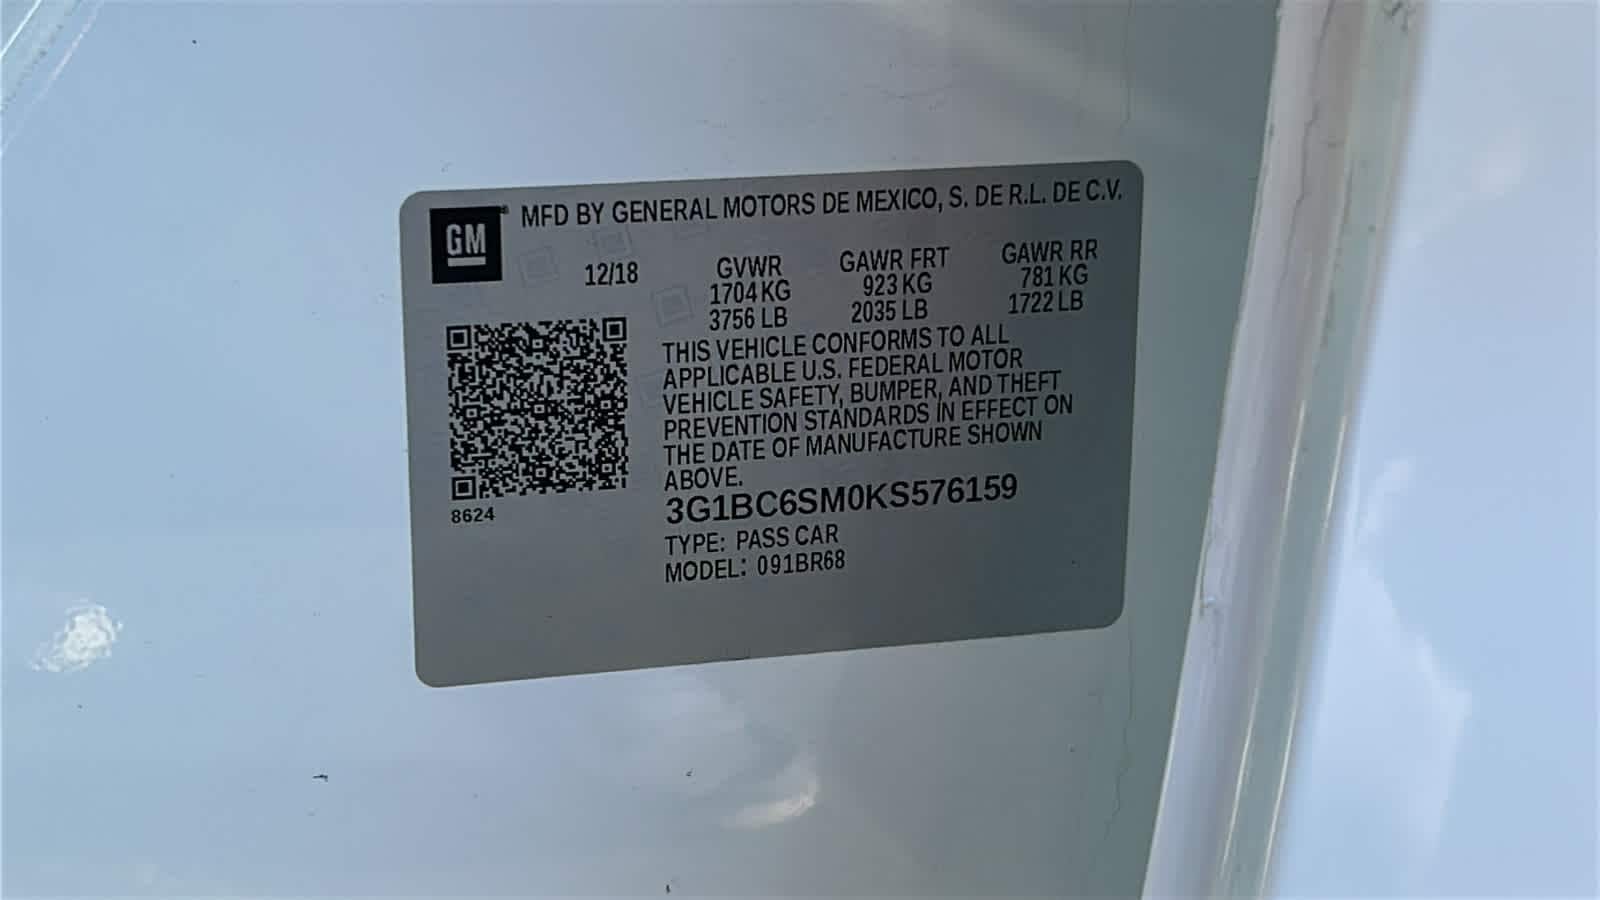 GM® MFD BY GENERAL MOTORS DE MEXICO, S. DE R.L. DE C.V.
12/18 GVWR GAWR FRT GAWR RR
1704 KG 923 KG 781 KG
3756 LB 2035 LB 1722 LB
THIS VEHICLE CONFORMS TO ALL
APPLICABLE U.S. FEDERAL MOTOR
VEHICLE SAFETY, BUMPER, AND THEFT
PREVENTION STANDARDS IN EFFECT ON
THE DATE OF MANUFACTURE SHOWN
ABOVE.
3G1BC6SM0KS576159
8624
TYPE: PASS CAR
MODEL: 091BR68